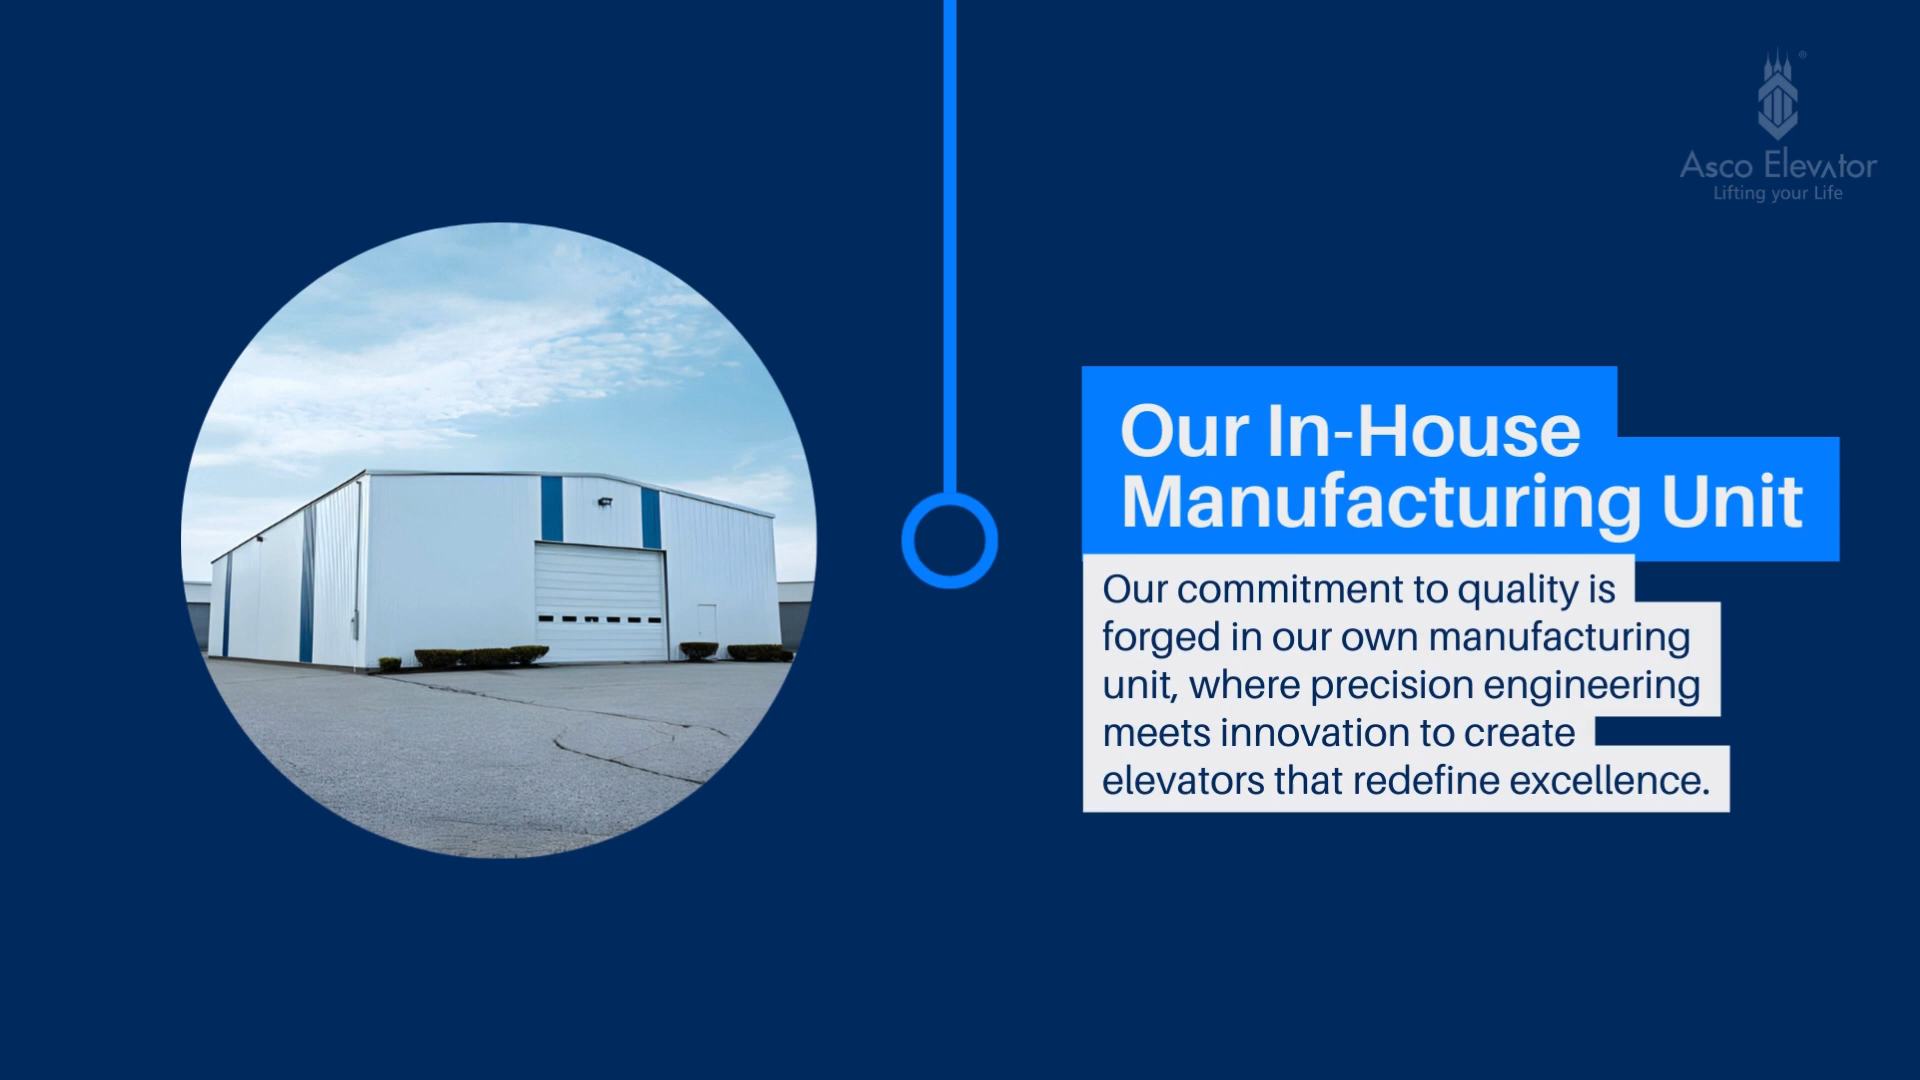 Asco Elevator
Lifting your Life
Our In-House
Manufacturing Unit
Our commitment to quality is
forged in our own manufacturing
unit, where precision engineering
meets innovation to create
elevators that redefine excellence.